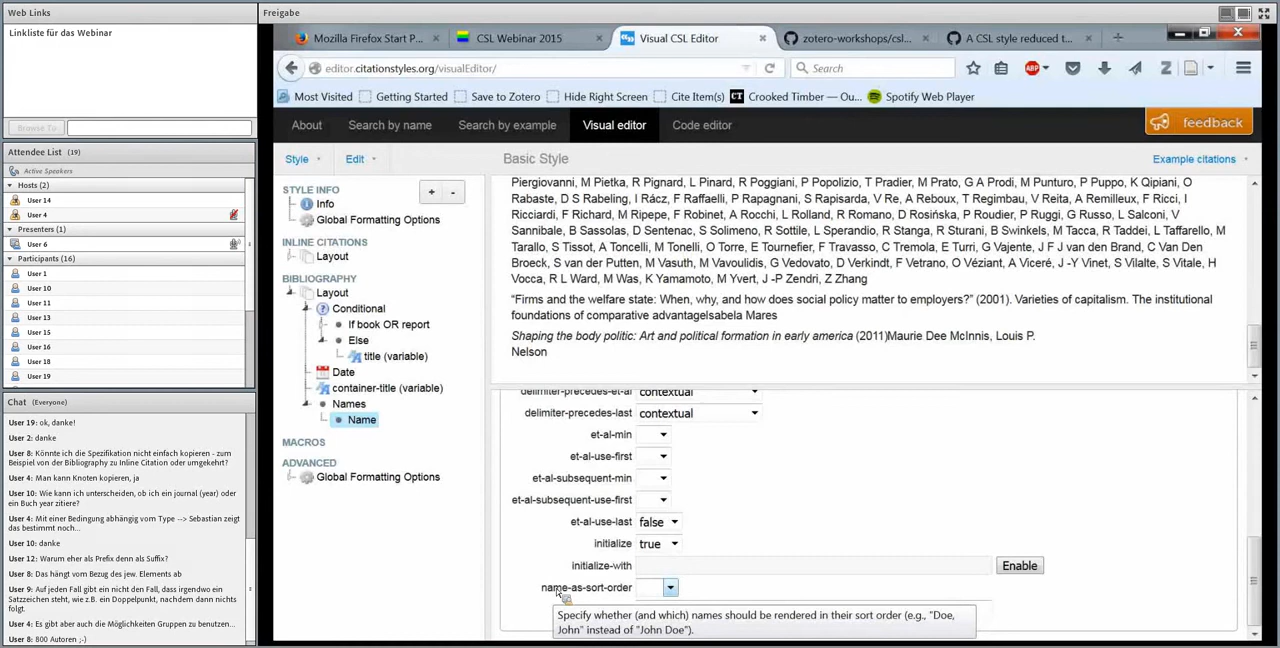 Web Links
Linkliste für das Webinar
Browse To
Attendee List (19)
Active Speakers
Hosts (2)
User 14
User 4
Presenters (1)
User 6
Participants (16)
User 1
User 10
User 11
User 13
User 15
User 16
User 18
User 19
Chat (Everyone)
User 19: ok, danke!
User 2: danke
User 8: Könnte ich die Spezifikation nicht einfach kopieren - zum
Beispiel von der Bibliography zu Inline Citation oder umgekehrt?
User 4: Man kann Knoten kopieren, ja
User 10: Wie kann ich unterscheiden, ob ich ein journal (year) oder
ein Buch year zitiere?
User 4: Mit einer Bedingung abhängig vom Type --> Sebastian zeigt
das bestimmt noch...
User 10: danke
User 12: Warum eher als Prefix denn als Suffix?
User 8: Das hängt vom Bezug des jew. Elements ab
User 9: Auf jeden Fall gibt ein nicht den Fall, dass irgendwo ein
Satzzeichen steht, wie z.B. ein Doppelpunkt, nachdem dann nichts
folgt.
User 4: Es gibt aber auch die Möglichkeiten Gruppen zu benutzen...
User 8: 800 Autoren ;-)
Freigabe
Mozilla Firefox Start P...
CSL Webinar 2015
Visual CSL Editor
zotero-workshops/csl...
A CSL style reduced t...
editor.citationstyles.org/visualEditor/
Search
Most Visited
Getting Started
Save to Zotero
Hide Right Screen
Cite Item(s)
Crooked Timber — Ou...
Spotify Web Player
About
Search by name
Search by example
Visual editor
Code editor
feedback
Style
Edit
Basic Style
Example citations
STYLE INFO
Info
Global Formatting Options
INLINE CITATIONS
Layout
BIBLIOGRAPHY
Layout
Conditional
If book OR report
Else
title (variable)
Date
container-title (variable)
Names
Name
MACROS
ADVANCED
Global Formatting Options
Piergiovanni, M Pietka, R Pignard, L Pinard, R Poggiani, P Popolizio, T Pradier, M Prato, G A Prodi, M Punturo, P Puppo, K Qipiani, O
Rabaste, D S Rabeling, I Rácz, F Raffaelli, P Rapagnani, S Rapisarda, V Re, A Reboux, T Regimbau, V Reita, A Remilleux, F Ricci, I
Ricciardi, F Richard, M Ripepe, F Robinet, A Rocchi, L Rolland, R Romano, D Rosińska, P Roudier, P Ruggi, G Russo, L Salconi, V
Sannibale, B Sassolas, D Sentenac, S Solimeno, R Sottile, L Sperandio, R Stanga, R Sturani, B Swinkels, M Tacca, R Taddei, L Taffarello, M
Tarallo, S Tissot, A Toncelli, M Tonelli, O Torre, E Tournefier, F Travasso, C Tremola, E Turri, G Vajente, J F J van den Brand, C Van Den
Broeck, S van der Putten, M Vasuth, M Vavoulidis, G Vedovato, D Verkindt, F Vetrano, O Véziant, A Viceré, J -Y Vinet, S Vilalte, S Vitale, H
Vocca, R L Ward, M Was, K Yamamoto, M Yvert, J -P Zendri, Z Zhang
“Firms and the welfare state: When, why, and how does social policy matter to employers?” (2001). Varieties of capitalism. The institutional
foundations of comparative advantageIsabela Mares
Shaping the body politic: Art and political formation in early america (2011)Maurie Dee McInnis, Louis P.
Nelson
delimiter-precedes-et-al contextual
delimiter-precedes-last contextual
et-al-min
et-al-use-first
et-al-subsequent-min
et-al-subsequent-use-first
et-al-use-last false
initialize true
initialize-with Enable
name-as-sort-order
Specify whether (and which) names should be rendered in their sort order (e.g., "Doe,
John" instead of "John Doe").